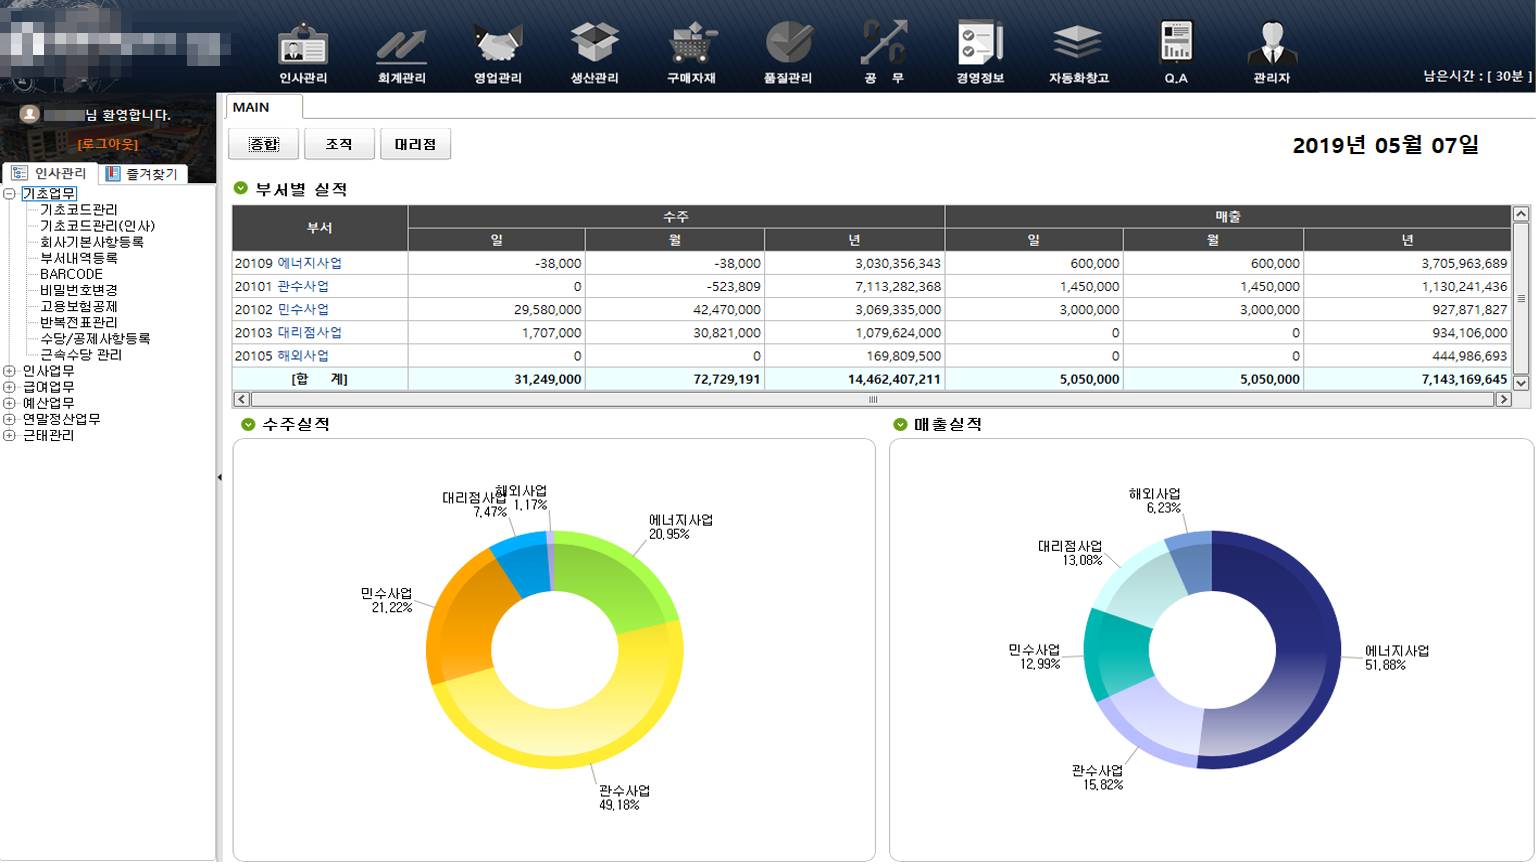 인사관리 회계관리 영업관리 생산관리 구매자재 품질관리 공 무 경영정보 자동화창고 Q.A 관리자
남은시간 : [ 30분 ]
님 환영합니다.
[로그아웃]
인사관리 즐겨찾기
기초업무
기초코드관리
기초코드관리(인사)
회사기본사항등록
부서내역등록
BARCODE
비밀번호변경
고용보험공제
반복전표관리
수당/공제사항등록
근속수당 관리
인사업무
급여업무
예산업무
연말정산업무
근태관리
MAIN
종합 조직 대리점
2019년 05월 07일
부서별 실적
부서 수주 매출
일 월 년 일 월 년
20109 에너지사업 -38,000 -38,000 3,030,356,343 600,000 600,000 3,705,963,689
20101 관수사업 0 -523,809 7,113,282,368 1,450,000 1,450,000 1,130,241,436
20102 민수사업 29,580,000 42,470,000 3,069,335,000 3,000,000 3,000,000 927,871,827
20103 대리점사업 1,707,000 30,821,000 1,079,624,000 0 0 934,106,000
20105 해외사업 0 0 169,809,500 0 0 444,986,693
[합 계] 31,249,000 72,729,191 14,462,407,211 5,050,000 5,050,000 7,143,169,645
수주실적
대리점사업
7.47%
해외사업
1.17%
에너지사업
20.95%
민수사업
21.22%
관수사업
49.18%
매출실적
해외사업
6.23%
대리점사업
13.08%
민수사업
12.99%
에너지사업
51.88%
관수사업
15.82%